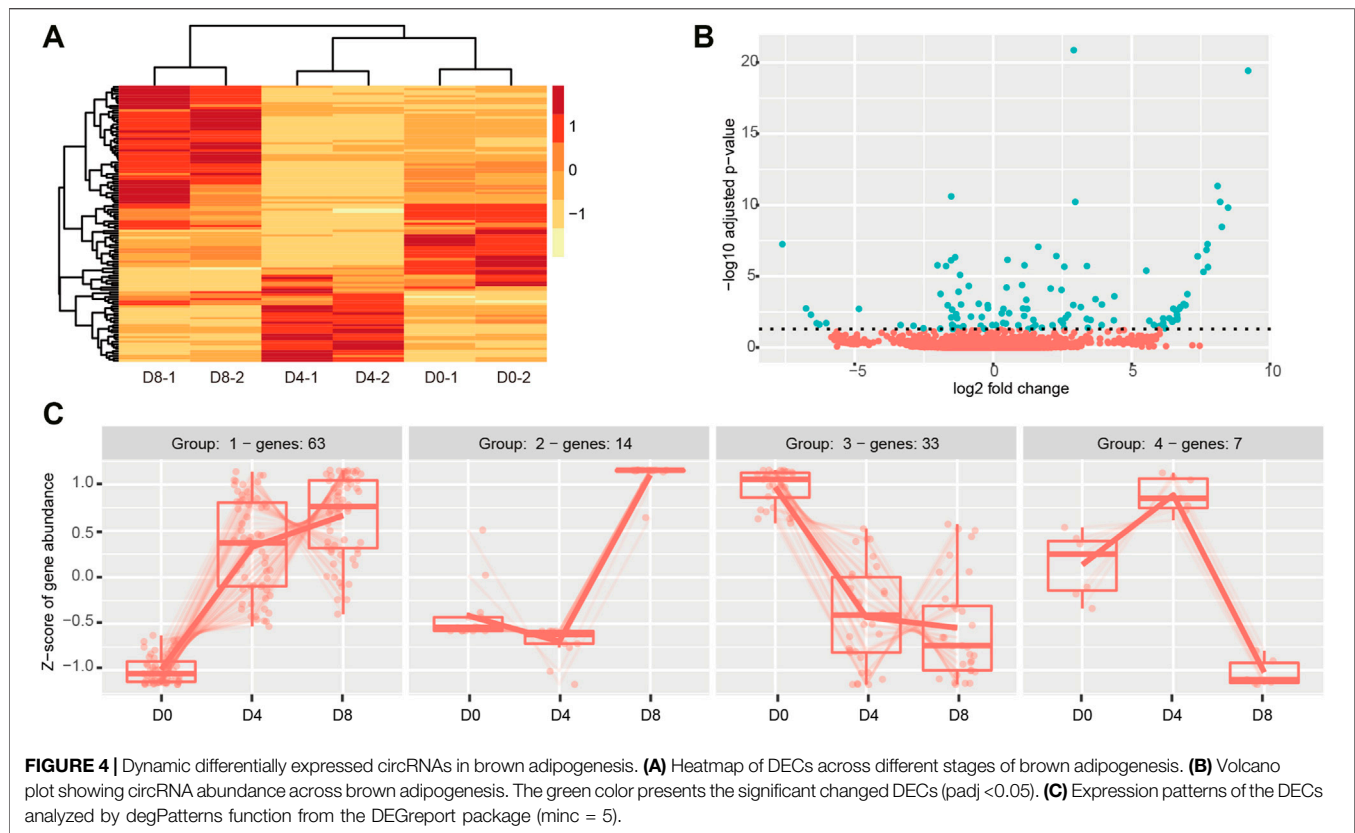 A
1
0
−1
D8-1 D8-2 D4-1 D4-2 D0-1 D0-2
B
20
15
10
5
0
−log10 adjusted p-value
−5 0 5 10
log2 fold change
C
Group: 1 − genes: 63
Group: 2 − genes: 14
Group: 3 − genes: 33
Group: 4 − genes: 7
Z−score of gene abundance
1.0
0.5
0.0
−0.5
−1.0
D0 D4 D8
D0 D4 D8
D0 D4 D8
D0 D4 D8
FIGURE 4 | Dynamic differentially expressed circRNAs in brown adipogenesis. (A) Heatmap of DECs across different stages of brown adipogenesis. (B) Volcano
plot showing circRNA abundance across brown adipogenesis. The green color presents the significant changed DECs (padj <0.05). (C) Expression patterns of the DECs
analyzed by degPatterns function from the DEGreport package (minc = 5).